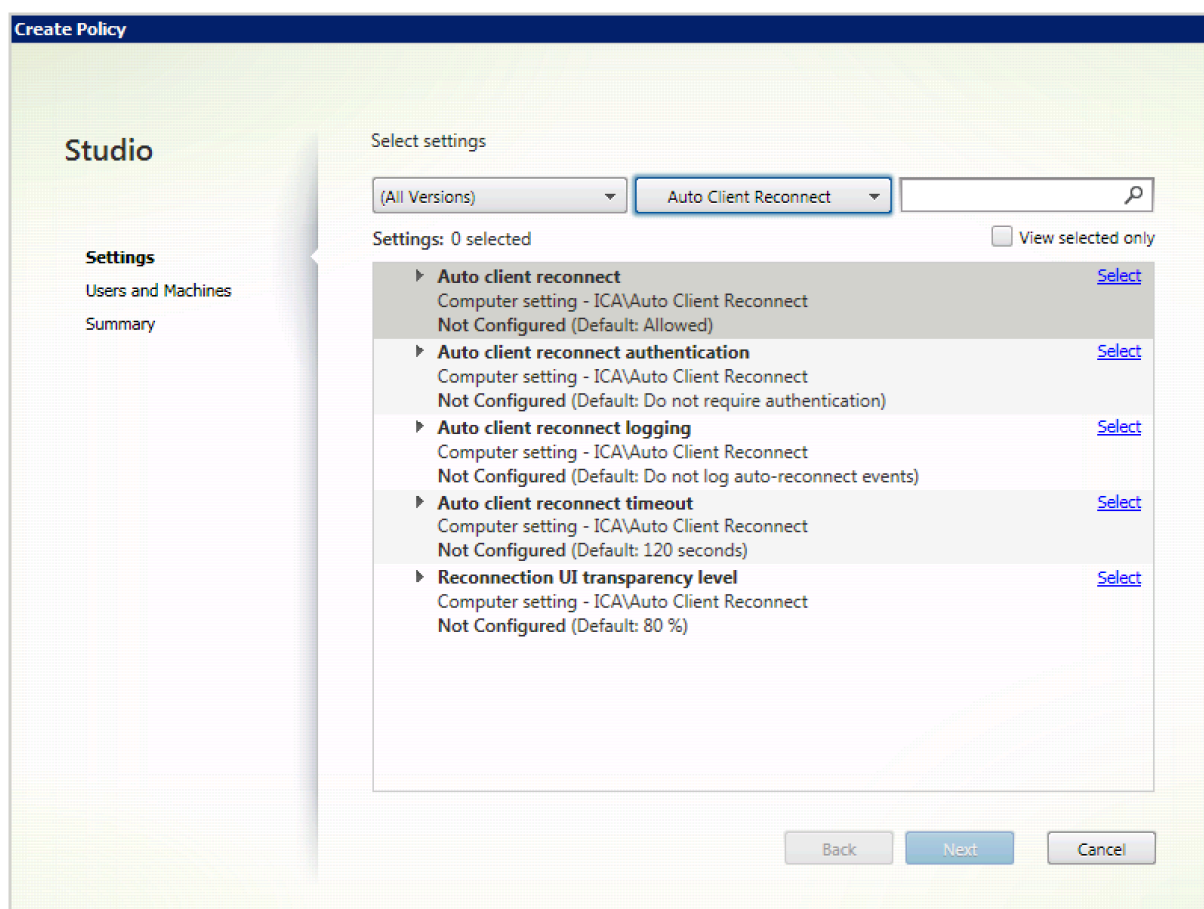 Create Policy
Studio
Settings
Users and Machines
Summary
Select settings
(All Versions) Auto Client Reconnect
Settings: 0 selected View selected only
Auto client reconnect Select
Computer setting - ICA\Auto Client Reconnect
Not Configured (Default: Allowed)
Auto client reconnect authentication Select
Computer setting - ICA\Auto Client Reconnect
Not Configured (Default: Do not require authentication)
Auto client reconnect logging Select
Computer setting - ICA\Auto Client Reconnect
Not Configured (Default: Do not log auto-reconnect events)
Auto client reconnect timeout Select
Computer setting - ICA\Auto Client Reconnect
Not Configured (Default: 120 seconds)
Reconnection UI transparency level Select
Computer setting - ICA\Auto Client Reconnect
Not Configured (Default: 80 %)
Back Next Cancel